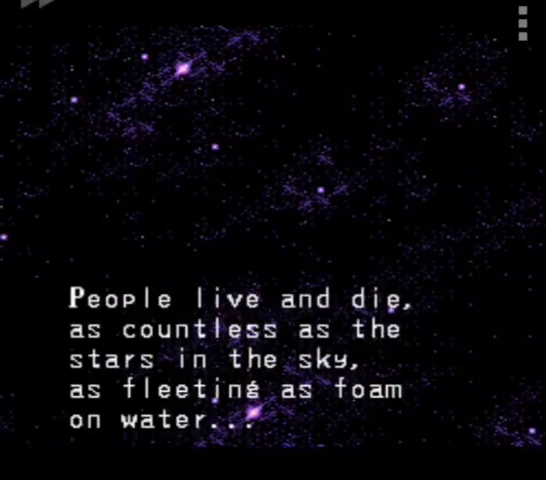 People live and die,
as countless as the
stars in the sky,
as fleeting as foam
on water...